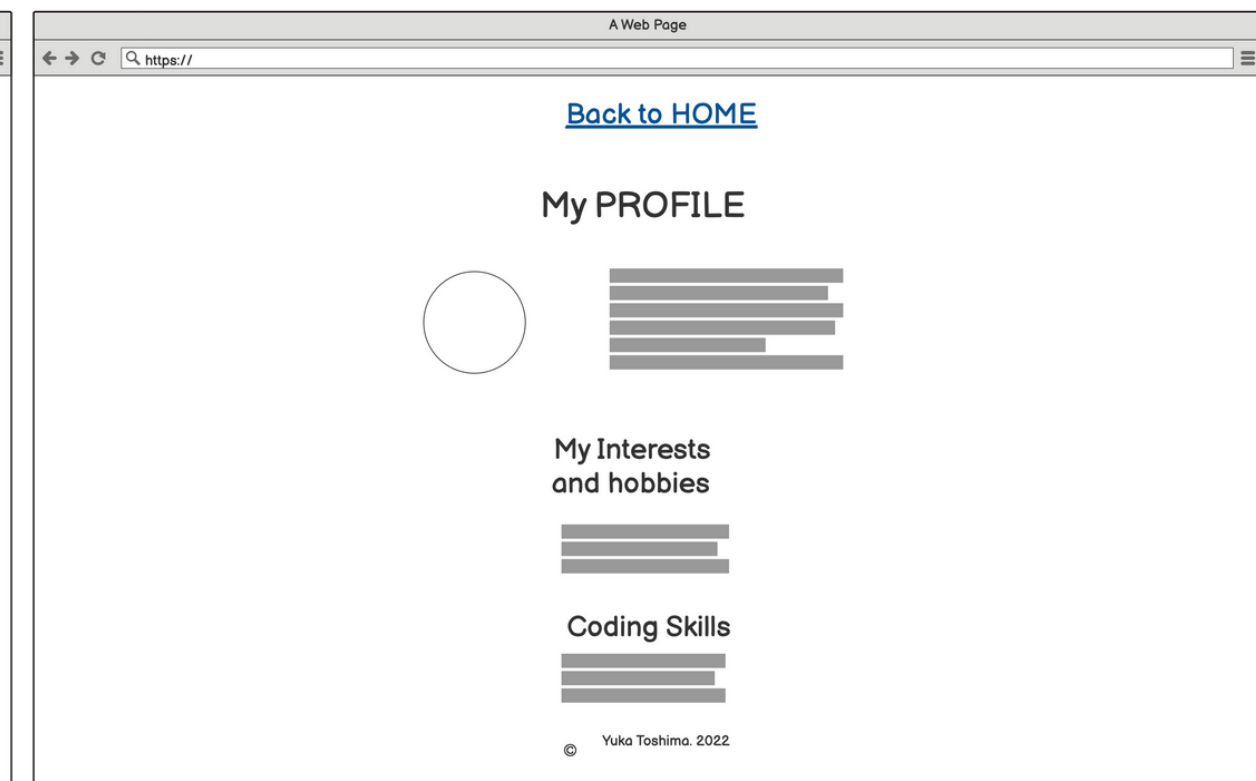 A Web Page
https://
Back to HOME
My PROFILE
My Interests
and hobbies
Coding Skills
© Yuka Toshima. 2022